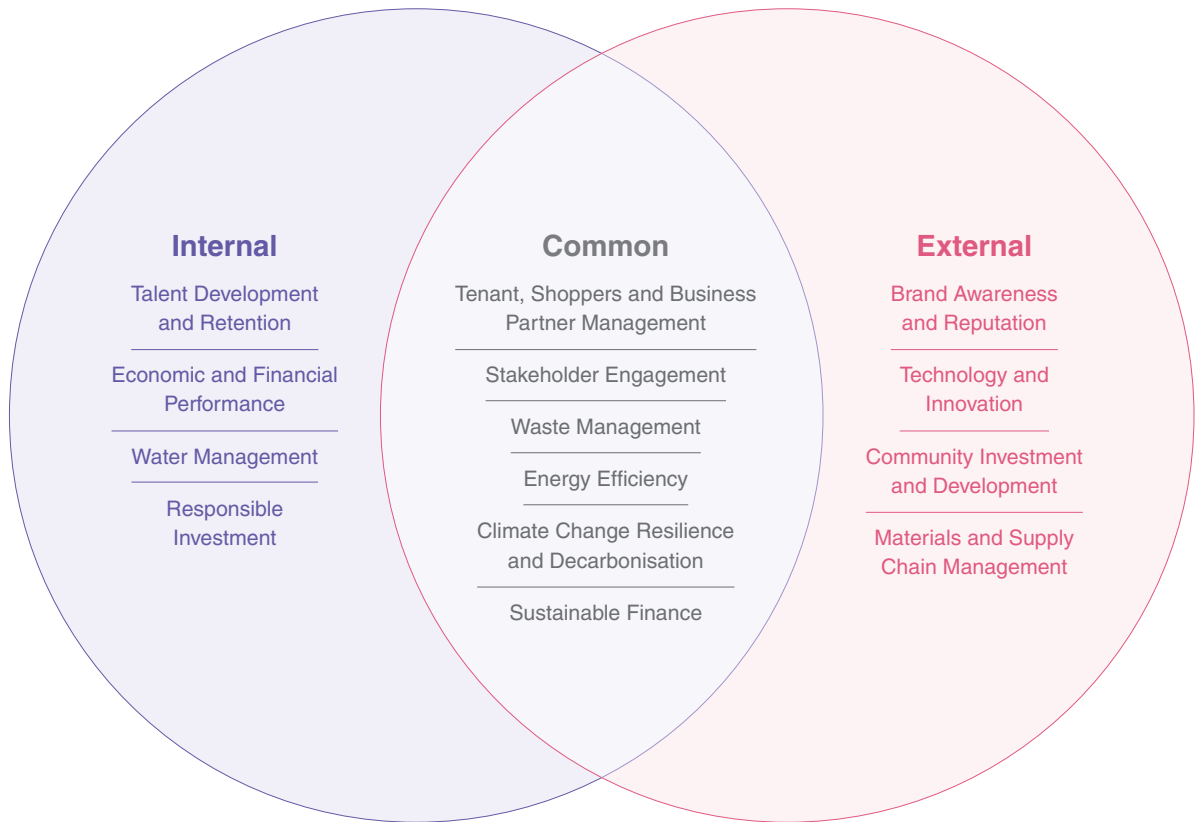 Internal
Talent Development
and Retention
Economic and Financial
Performance
Water Management
Responsible
Investment
Common
Tenant, Shoppers and Business
Partner Management
Stakeholder Engagement
Waste Management
Energy Efficiency
Climate Change Resilience
and Decarbonisation
Sustainable Finance
External
Brand Awareness
and Reputation
Technology and
Innovation
Community Investment
and Development
Materials and Supply
Chain Management